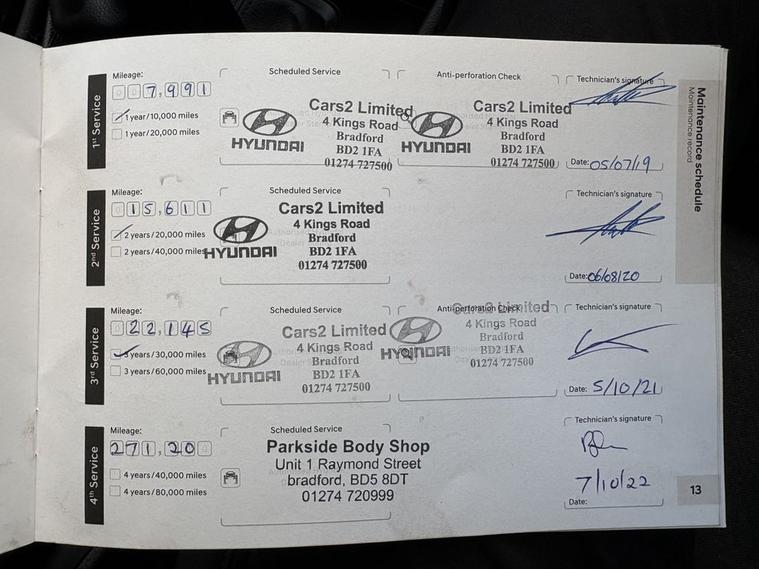 Maintenance schedule
Maintenance record
1st Service
Mileage:
07,991
1 year/10,000 miles
1 year/20,000 miles
Scheduled Service
HYUNDAI
Cars2 Limited
4 Kings Road
Bradford
BD2 1FA
01274 727500
Anti-perforation Check
HYUNDAI
Cars2 Limited
4 Kings Road
Bradford
BD2 1FA
01274 727500
Technician's signature
Date: 05/07/19
2nd Service
Mileage:
15,611
2 years/20,000 miles
2 years/40,000 miles
Scheduled Service
HYUNDAI
Cars2 Limited
4 Kings Road
Bradford
BD2 1FA
01274 727500
Technician's signature
Date: 06/08/20
3rd Service
Mileage:
22,145
3 years/30,000 miles
3 years/60,000 miles
Scheduled Service
HYUNDAI
Cars2 Limited
4 Kings Road
Bradford
BD2 1FA
01274 727500
Anti-perforation Check
HYUNDAI
Cars2 Limited
4 Kings Road
Bradford
BD2 1FA
01274 727500
Technician's signature
Date: 5/10/21
4th Service
Mileage:
271,20
4 years/40,000 miles
4 years/80,000 miles
Scheduled Service
Parkside Body Shop
Unit 1 Raymond Street
bradford, BD5 8DT
01274 720999
Technician's signature
7/10/22
Date:
13